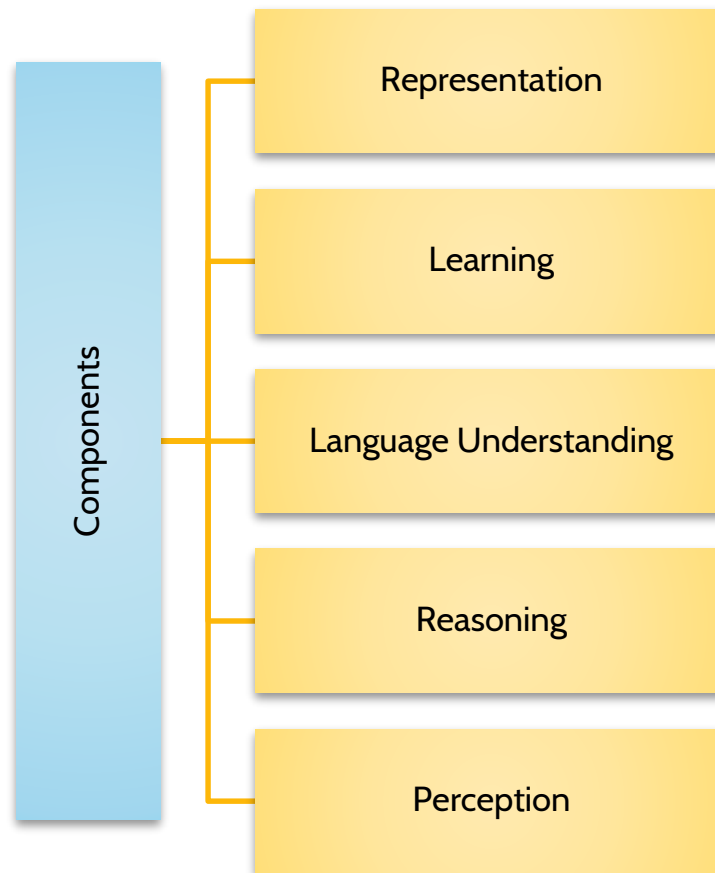 Components
Representation
Learning
Language Understanding
Reasoning
Perception